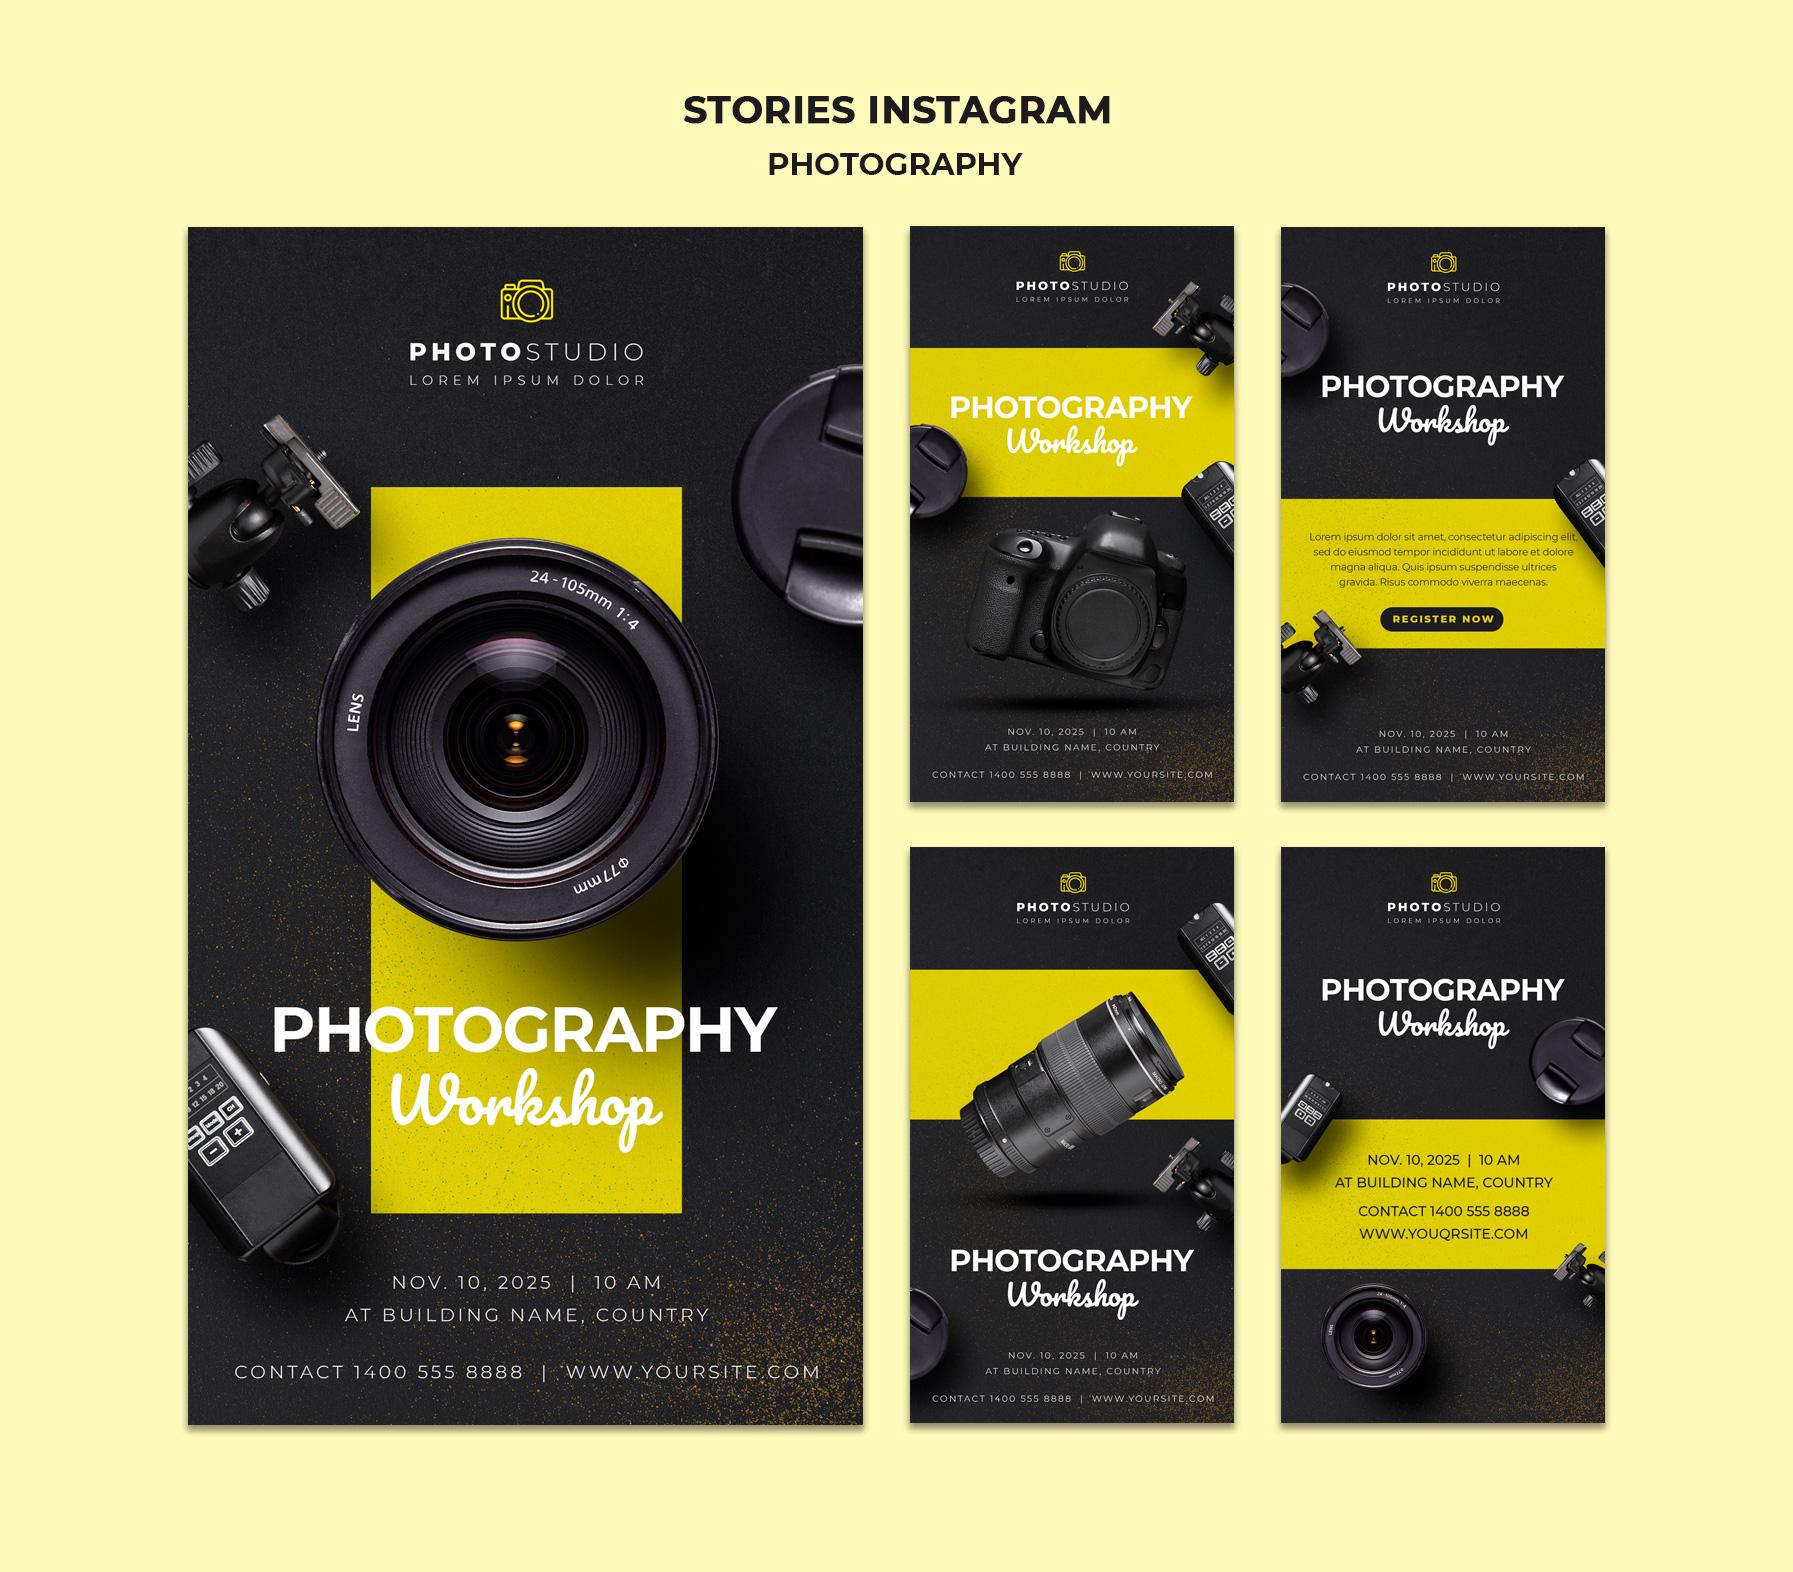 STORIES INSTAGRAM
PHOTOGRAPHY
PHOTOSTUDIO
LOREM IPSUM DOLOR
24-105mm 1:4
LENS
Φ77mm
PHOTOGRAPHY
Workshop
NOV. 10, 2025 | 10 AM
AT BUILDING NAME, COUNTRY
CONTACT 1400 555 8888 | WWW.YOURSITE.COM
PHOTOSTUDIO
LOREM IPSUM DOLOR
PHOTOGRAPHY
Workshop
NOV. 10, 2025 | 10 AM
AT BUILDING NAME, COUNTRY
CONTACT 1400 555 8888 | WWW.YOURSITE.COM
PHOTOSTUDIO
LOREM IPSUM DOLOR
PHOTOGRAPHY
Workshop
Lorem ipsum dolor sit amet, consectetur adipiscing elit,
sed do eiusmod tempor incididunt ut labore et dolore
magna aliqua. Quis ipsum suspendisse ultrices
gravida. Risus commodo viverra maecenas.
REGISTER NOW
NOV. 10, 2025 | 10 AM
AT BUILDING NAME, COUNTRY
CONTACT 1400 555 8888 | WWW.YOURSITE.COM
PHOTOSTUDIO
LOREM IPSUM DOLOR
PHOTOGRAPHY
Workshop
NOV. 10, 2025 | 10 AM
AT BUILDING NAME, COUNTRY
CONTACT 1400 555 8888 | WWW.YOURSITE.COM
PHOTOSTUDIO
LOREM IPSUM DOLOR
PHOTOGRAPHY
Workshop
NOV. 10, 2025 | 10 AM
AT BUILDING NAME, COUNTRY
CONTACT 1400 555 8888
WWW.YOUQRSITE.COM
24-105mm 1:4
LENS
Φ77mm